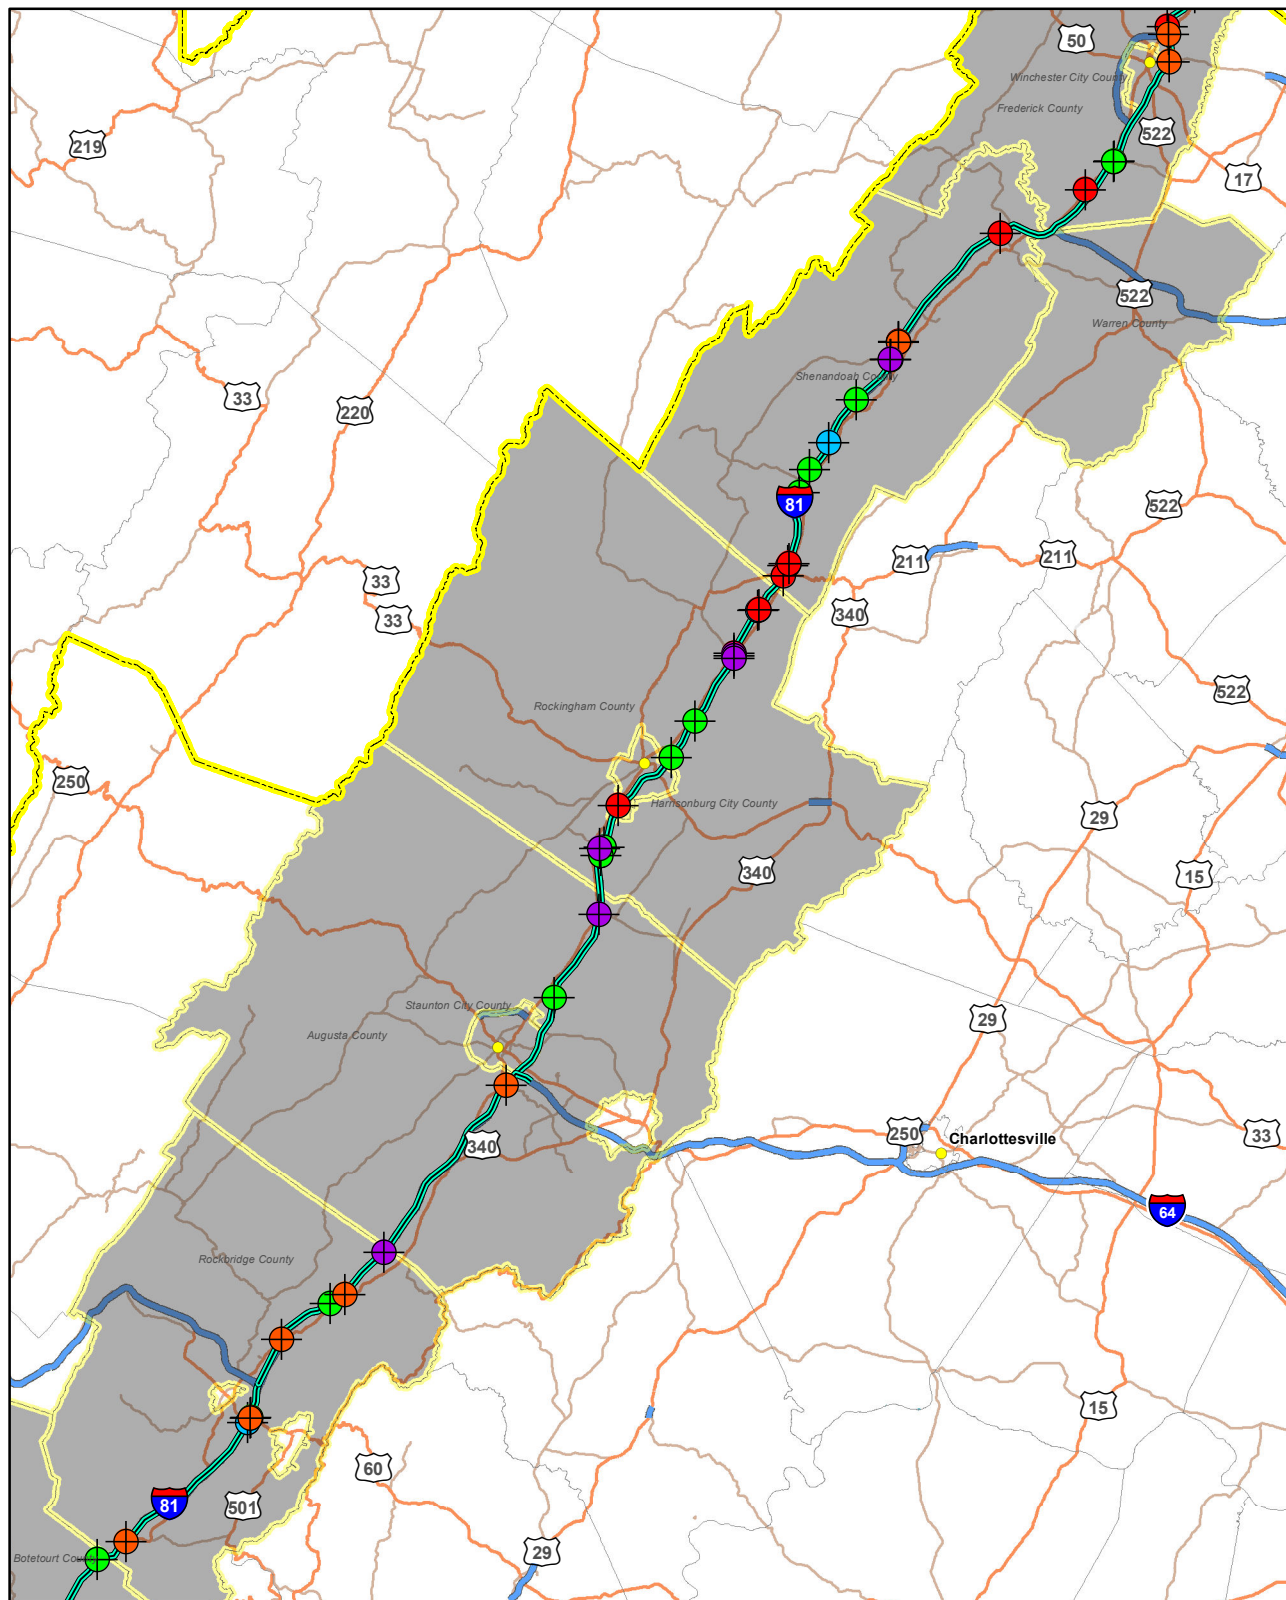 50
Winchester City County
Frederick County
522
219
17
522
Warren County
Shenandoah County
33
220
81
522
211
211
33
340
33
522
Rockingham County
250
Harrisonburg City County
29
340
15
Staunton City County
29
Augusta County
250
33
Charlottesville
340
64
Rockbridge County
15
60
81
501
29
Botetourt County